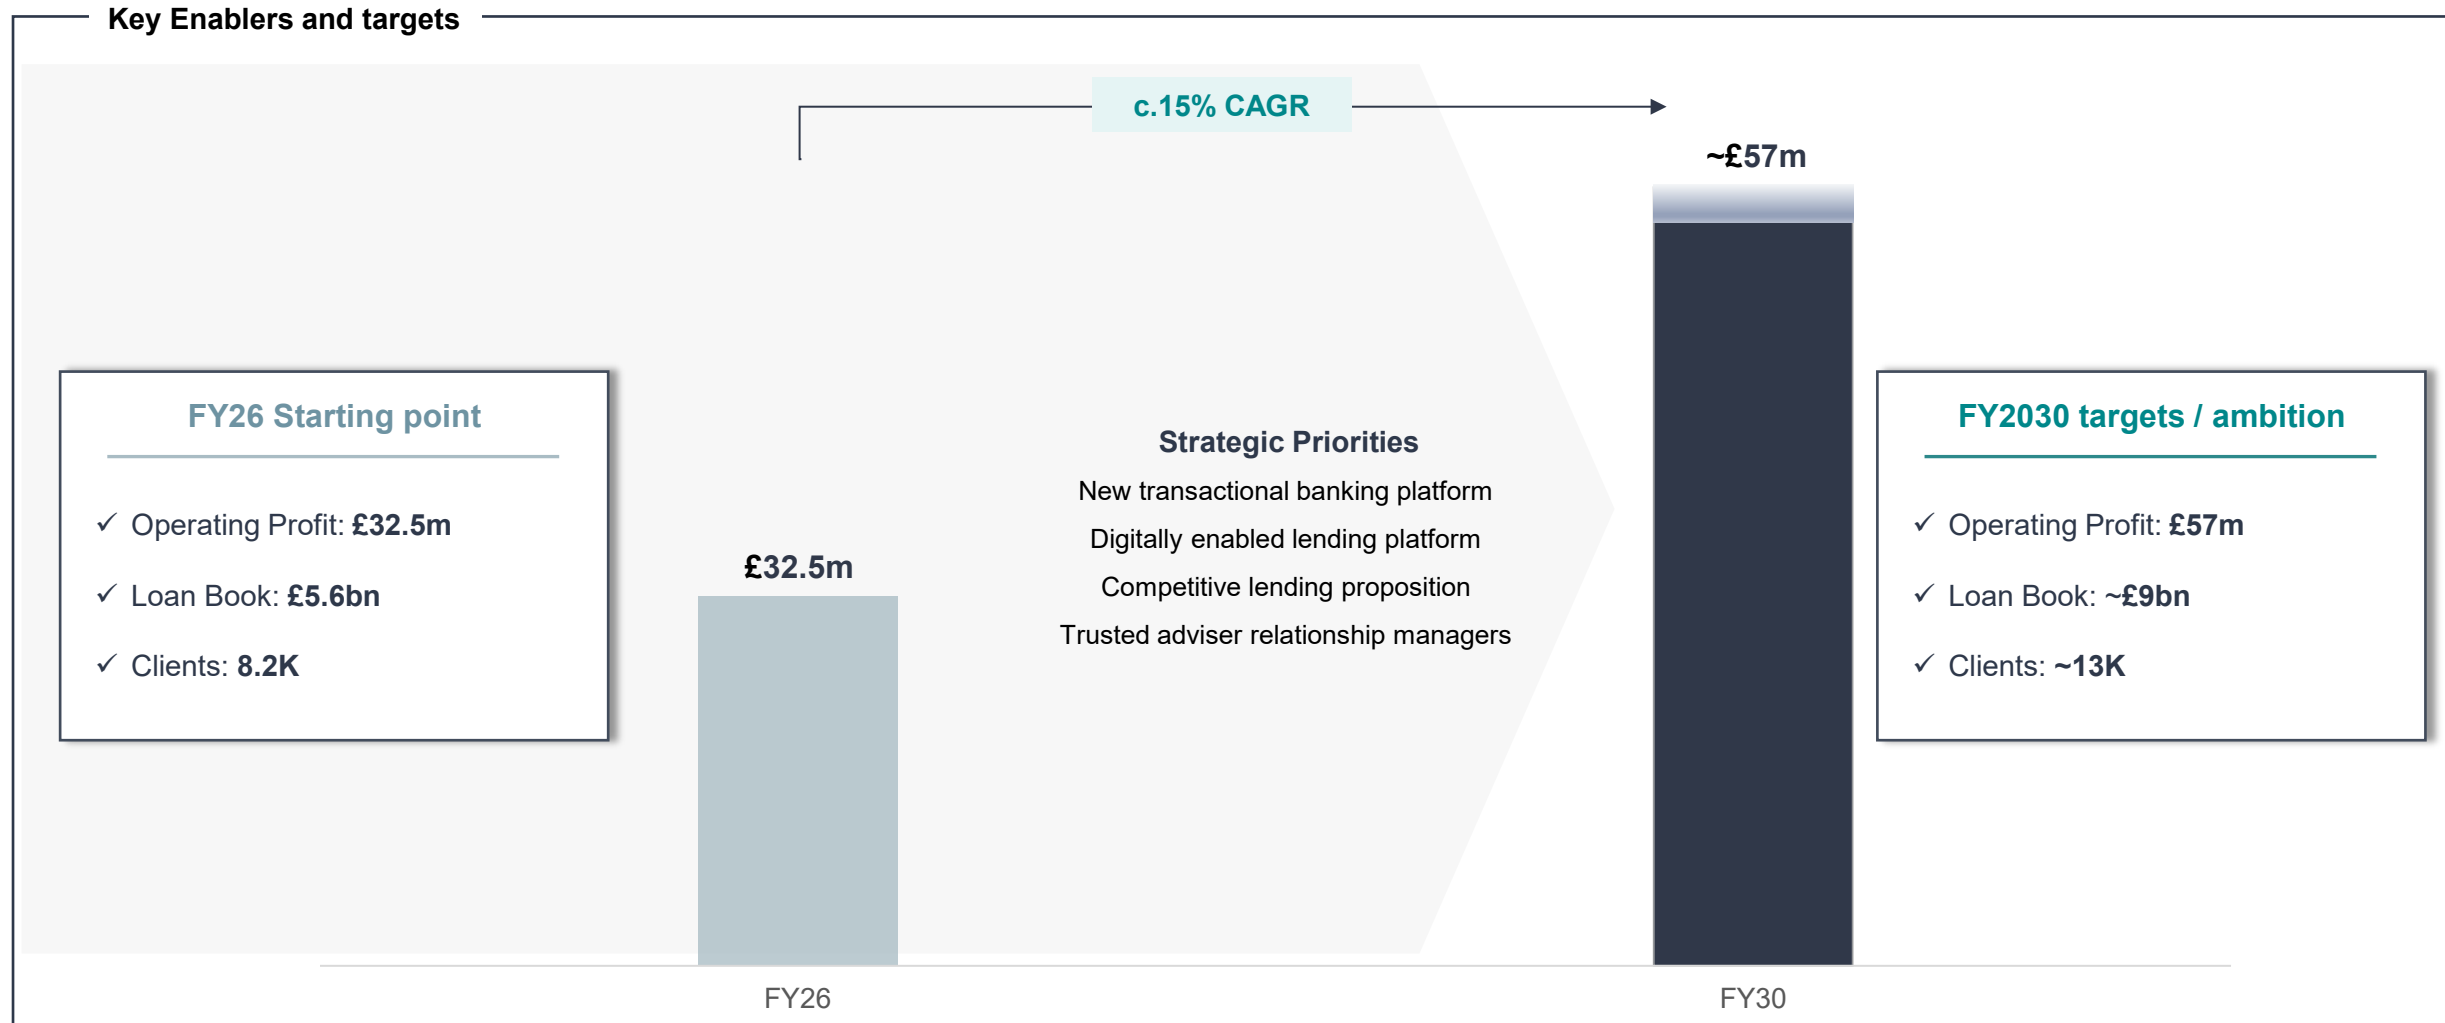 Key Enablers and targets
c.15% CAGR
~£57m
FY26 Starting point
✓ Operating Profit: £32.5m
✓ Loan Book: £5.6bn
✓ Clients: 8.2K
£32.5m
Strategic Priorities
New transactional banking platform
Digitally enabled lending platform
Competitive lending proposition
Trusted adviser relationship managers
FY2030 targets / ambition
✓ Operating Profit: £57m
✓ Loan Book: ~£9bn
✓ Clients: ~13K
FY26
FY30